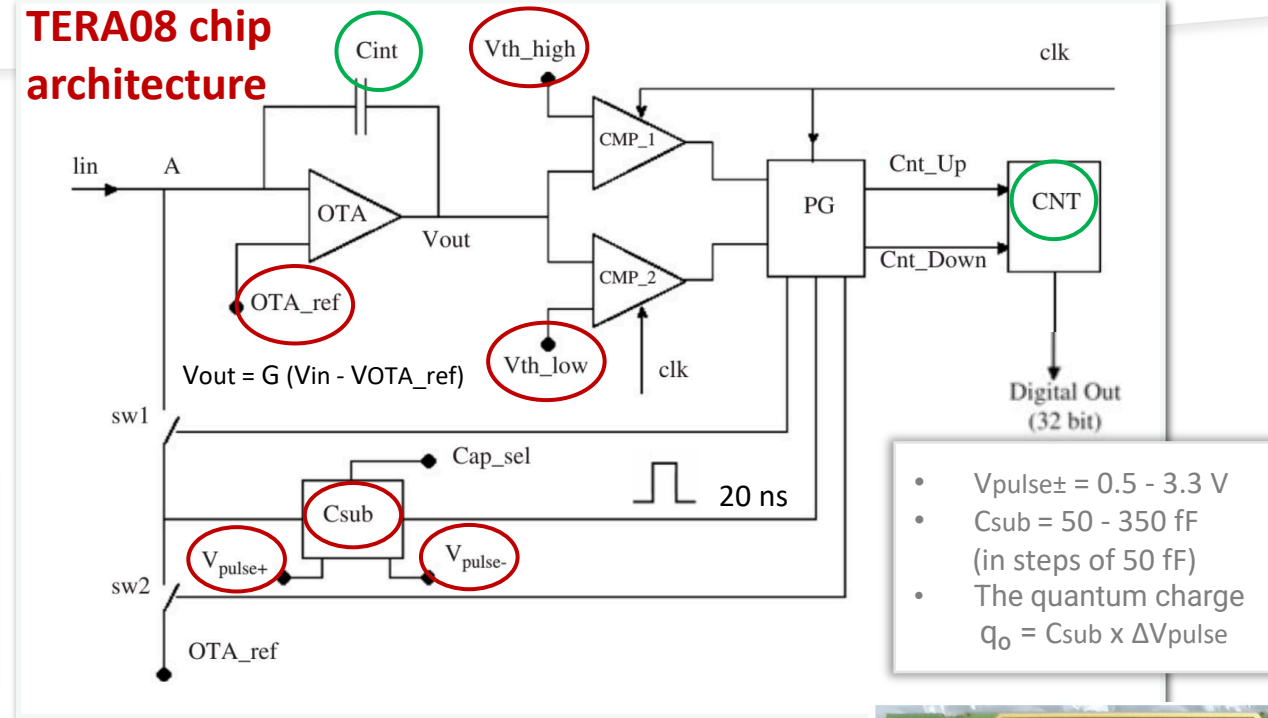 TERA08 chip
architecture
Cint
Vth_high
clk
CMP_1
Iin
A
Cnt_Up
OTA
PG
CNT
Vout
CMP_2
Cnt_Down
OTA_ref
Vth_low
clk
Vout = G (Vin - VOTA_ref)
Digital Out
(32 bit)
sw1
Cap_sel
20 ns
Csub
Vpulse+
Vpulse-
sw2
OTA_ref
• Vpulse± = 0.5 - 3.3 V
• Csub = 50 - 350 fF
(in steps of 50 fF)
• The quantum charge
qo = Csub x ΔVpulse